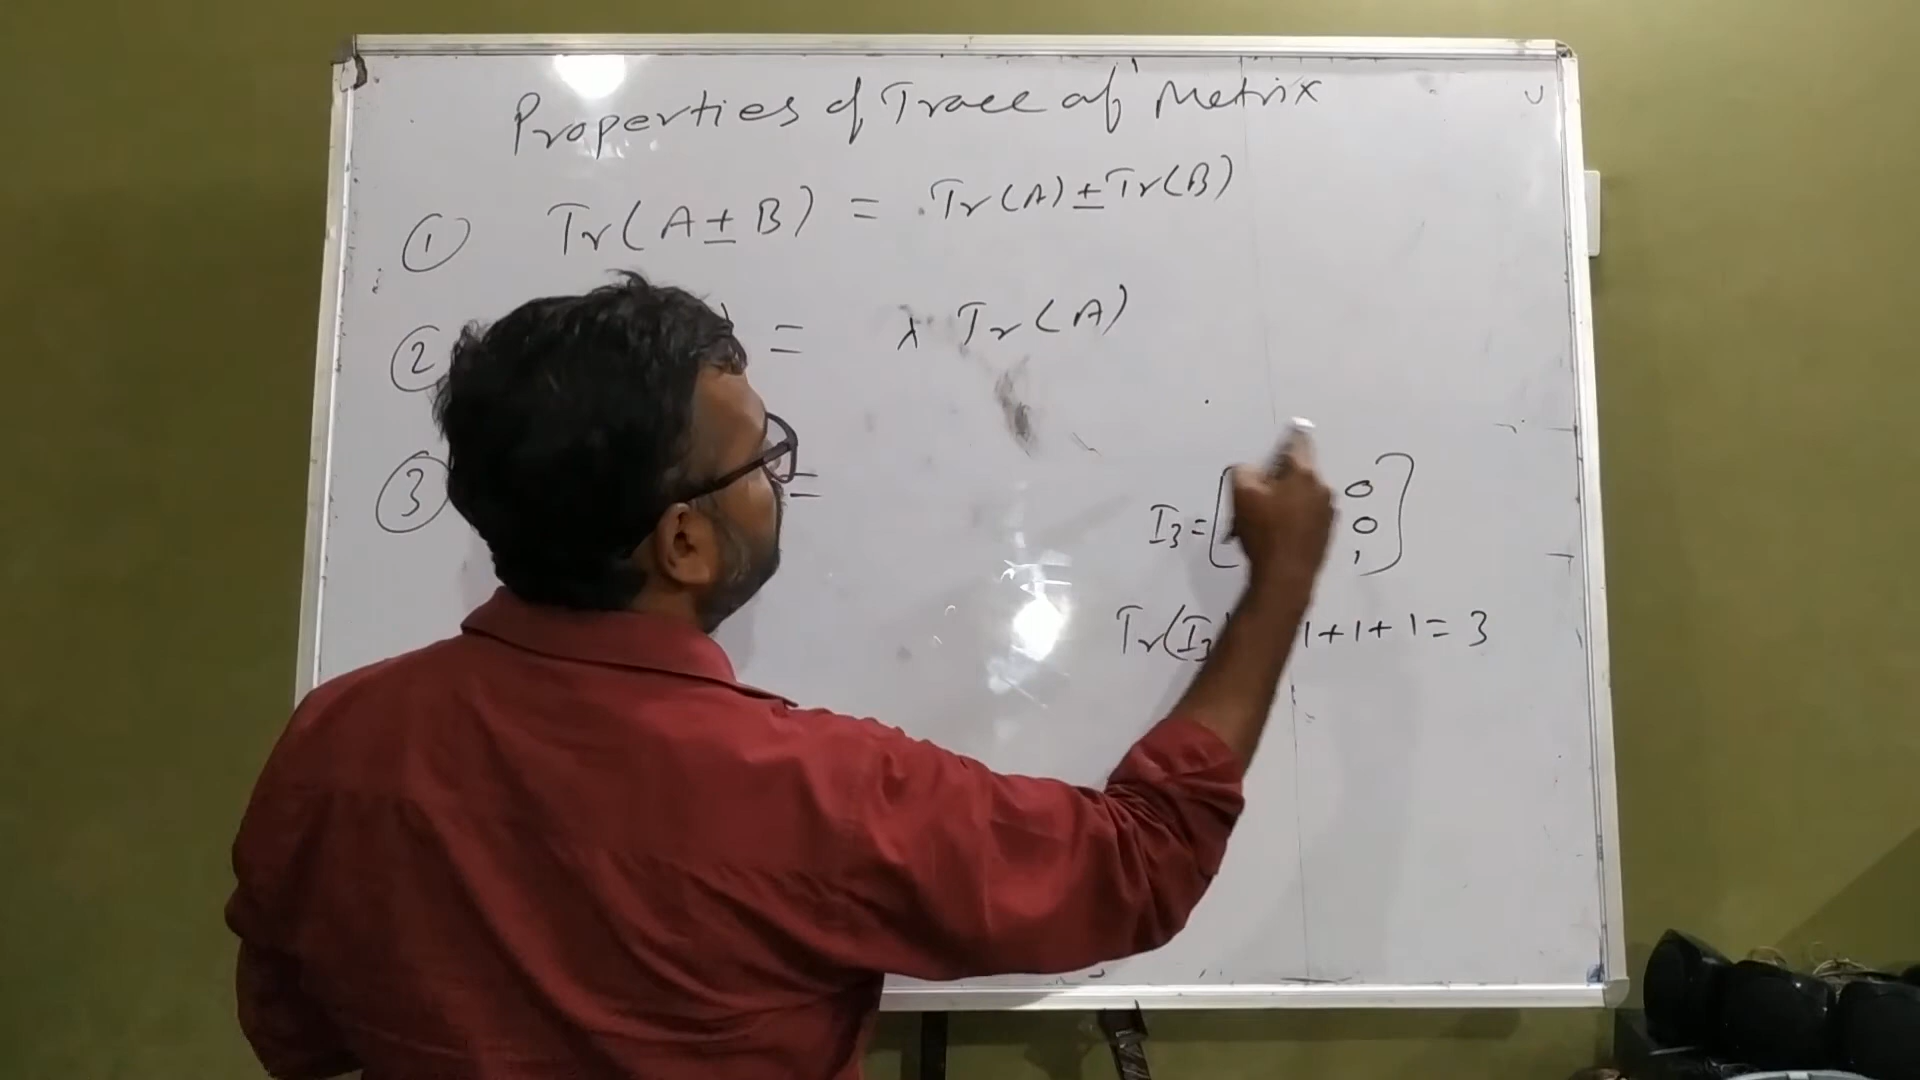 Properties of Trace of Metrix
① Tr(A±B) = Tr(A)±Tr(B)
② ) = λ Tr(A)
③ =
I3 = [ 0
0
1 ]
Tr(I3) 1+1+1=3